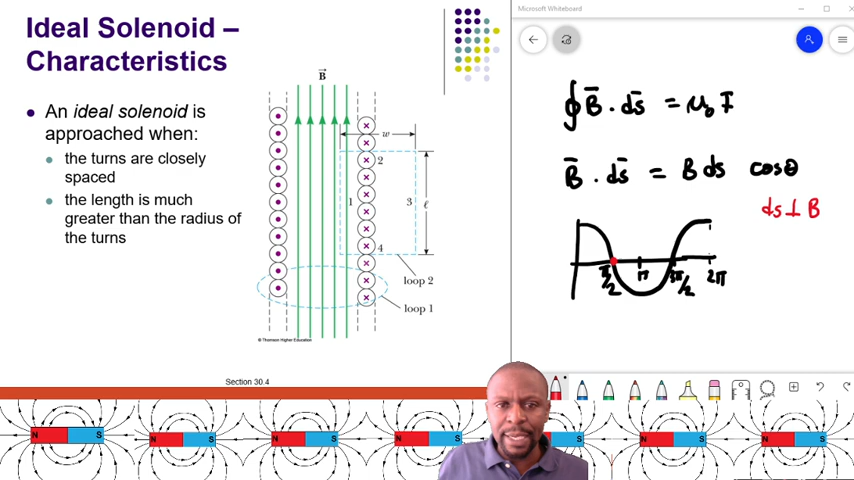 Ideal Solenoid –
Characteristics
An ideal solenoid is
approached when:
the turns are closely
spaced
the length is much
greater than the radius of
the turns
B
w
2
1
3
ℓ
4
loop 2
loop 1
© Thomson Higher Education
Section 30.4
Microsoft Whiteboard
∮ B̄ . ds̄ = μ₀ I
B̄ . ds̄ = B ds cosθ
ds ⊥ B
π/2 π 3π/2 2π
N S N S N S N S S N S N S